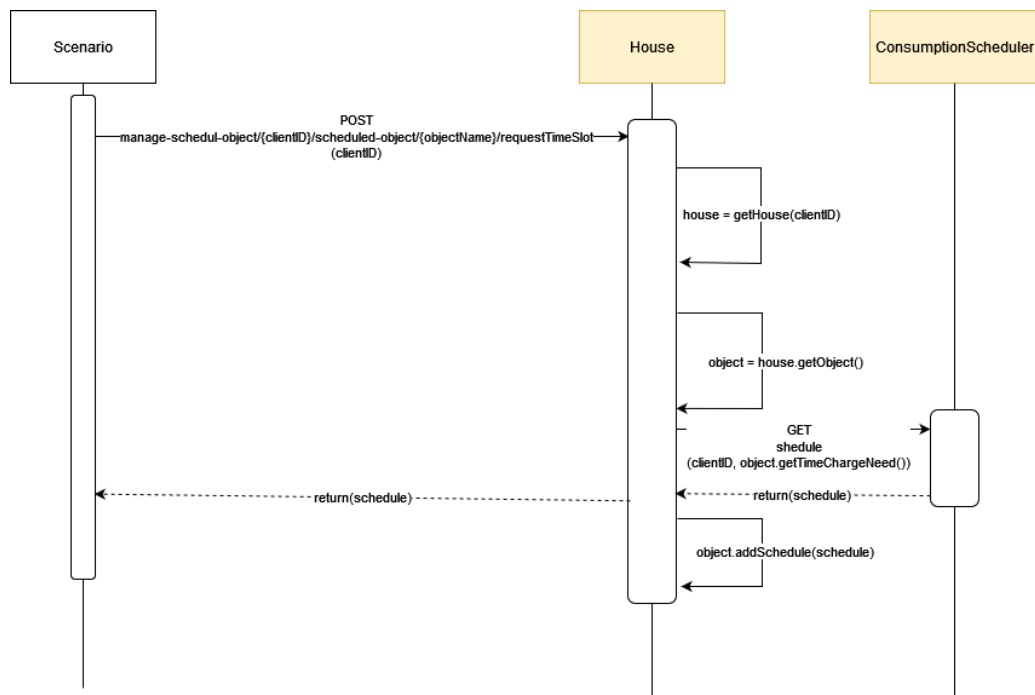 Scenario
House
ConsumptionScheduler
POST
manage-schedul-object/{clientID}/scheduled-object/{objectName}/requestTimeSlot
(clientID)
house = getHouse(clientID)
object = house.getObject()
GET
shedule
(clientID, object.getTimeChargeNeed())
return(schedule)
return(schedule)
object.addSchedule(schedule)